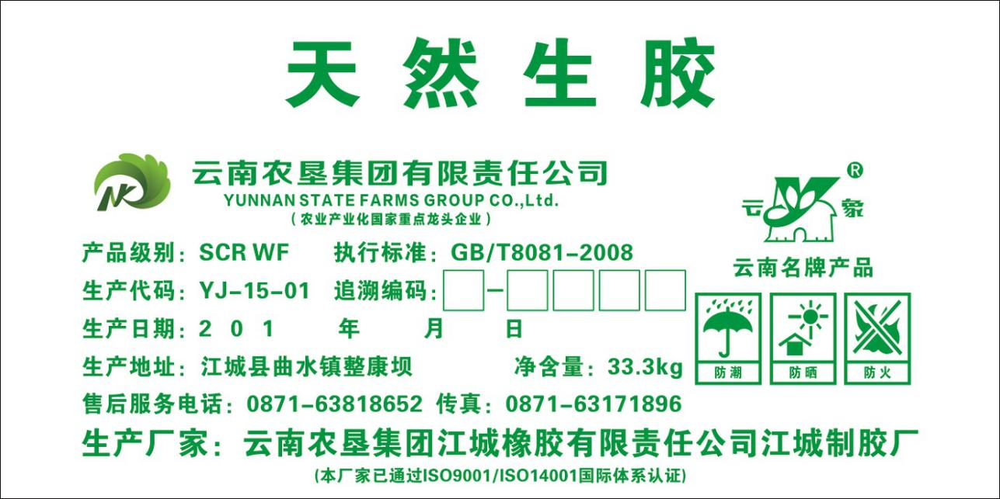 天然生胶
NK
云南农垦集团有限责任公司
YUNNAN STATE FARMS GROUP CO.,Ltd.
(农业产业化国家重点龙头企业)
云象®
云南名牌产品
产品级别: SCR WF 执行标准: GB/T8081-2008
生产代码: YJ-15-01 追溯编码: □-□□□□
生产日期: 2 0 1 年 月 日
生产地址: 江城县曲水镇整康坝 净含量: 33.3kg
防潮 防晒 防火
售后服务电话: 0871-63818652 传真: 0871-63171896
生产厂家: 云南农垦集团江城橡胶有限责任公司江城制胶厂
(本厂家已通过ISO9001/ISO14001国际体系认证)